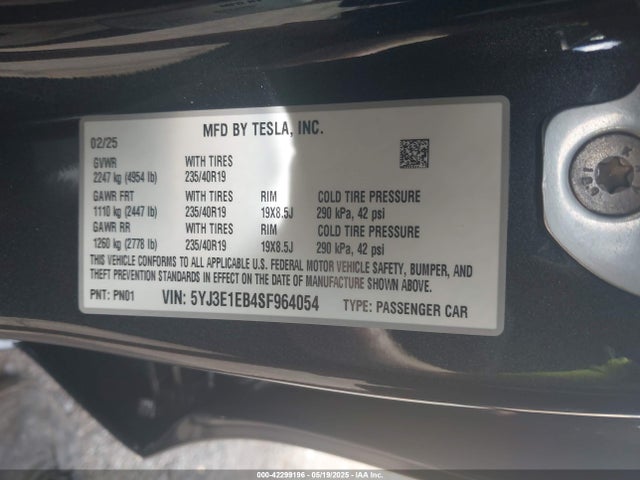 MFD BY TESLA, INC.
02/25
GVWR WITH TIRES
2247 kg (4954 lb) 235/40R19
GAWR FRT WITH TIRES RIM COLD TIRE PRESSURE
1110 kg (2447 lb) 235/40R19 19X8.5J 290 kPa, 42 psi
GAWR RR WITH TIRES RIM COLD TIRE PRESSURE
1260 kg (2778 lb) 235/40R19 19X8.5J 290 kPa, 42 psi
THIS VEHICLE CONFORMS TO ALL APPLICABLE U.S. FEDERAL MOTOR VEHICLE SAFETY, BUMPER, AND
THEFT PREVENTION STANDARDS IN EFFECT ON THE DATE OF MANUFACTURE SHOWN ABOVE.
PNT: PN01 VIN: 5YJ3E1EB4SF964054 TYPE: PASSENGER CAR
000-42299196 - 05/19/2025 - COPYRIGHT IAA, LLC